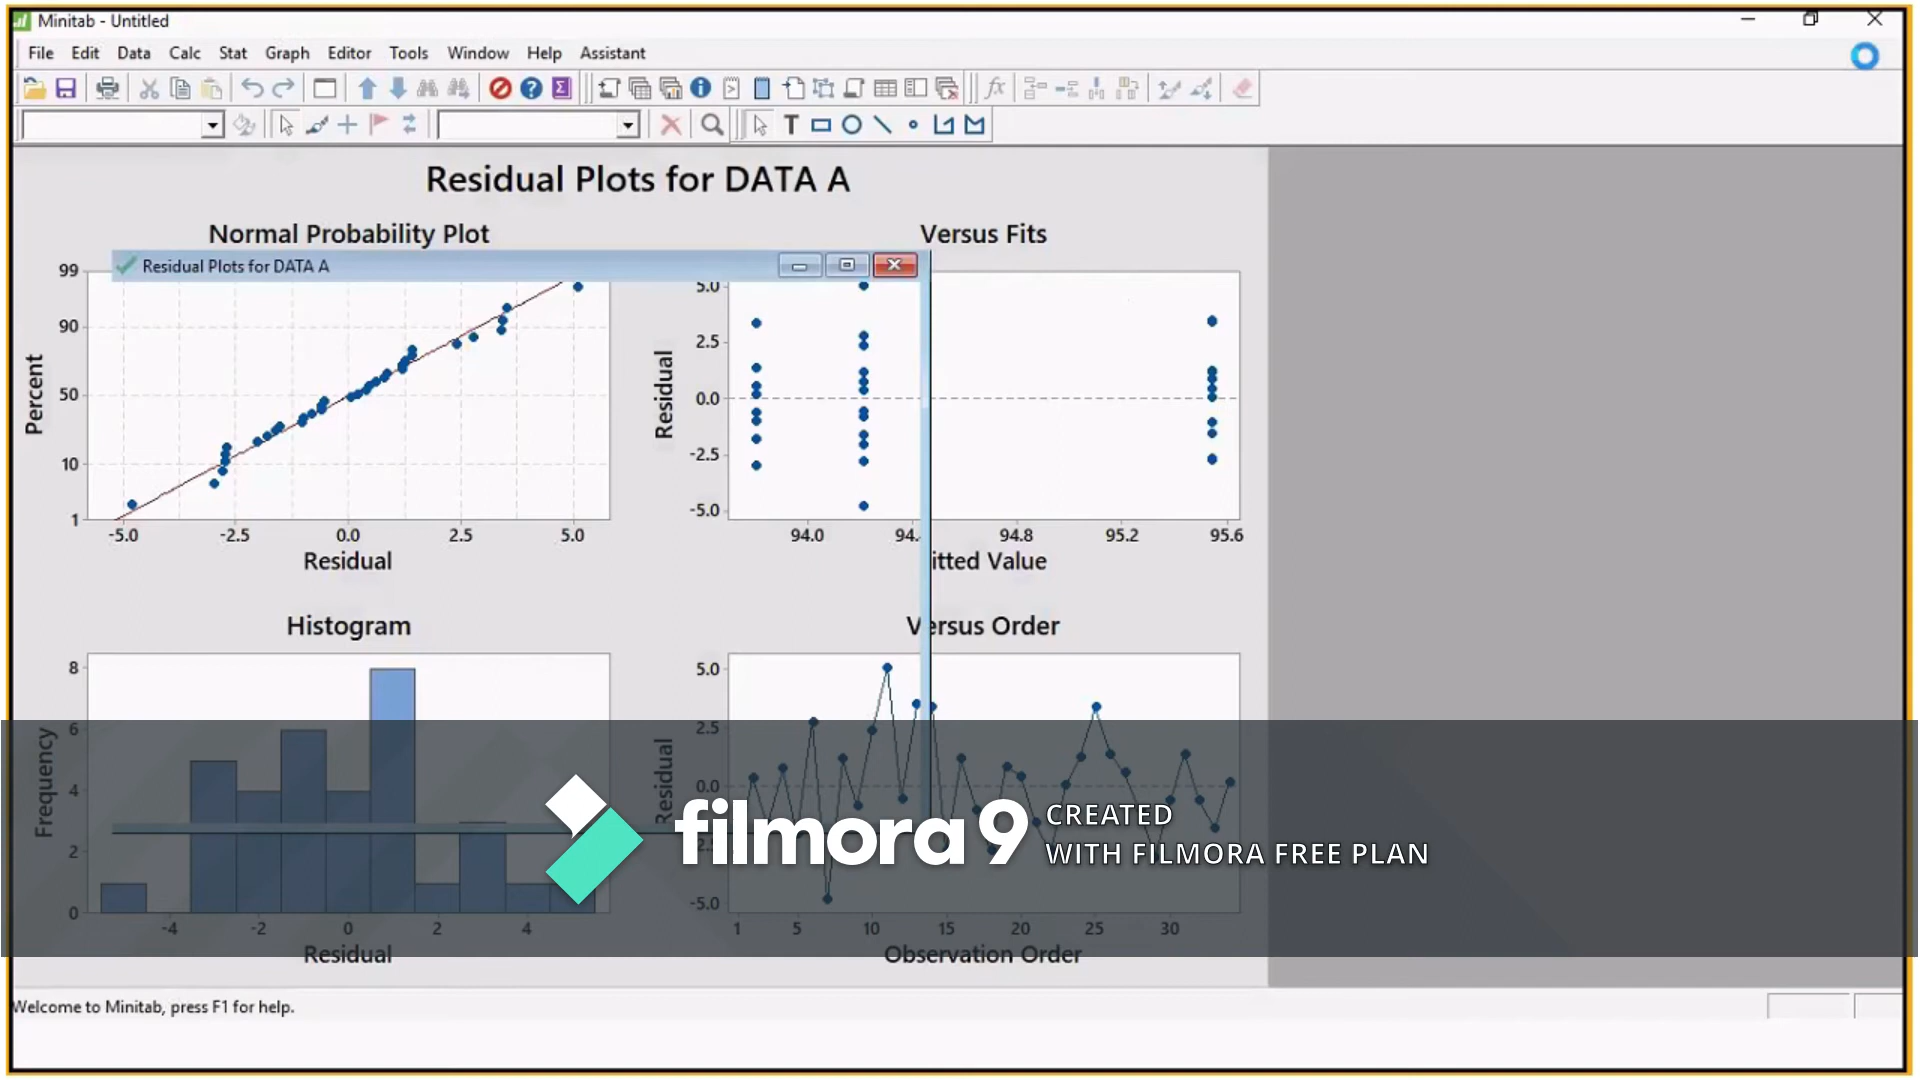 Minitab - Untitled
File Edit Data Calc Stat Graph Editor Tools Window Help Assistant
Residual Plots for DATA A
Normal Probability Plot
Versus Fits
Residual Plots for DATA A
99
90
50
10
1
Percent
-5.0 -2.5 0.0 2.5 5.0
Residual
5.0
2.5
0.0
-2.5
-5.0
Residual
94.0 94. 94.8 95.2 95.6
itted Value
Histogram
Versus Order
8
6
4
2
0
Frequency
-4 -2 0 2 4
Residual
5.0
2.5
0.0
-5.0
Residual
1 5 10 15 20 25 30
Observation Order
filmora9
CREATED
WITH FILMORA FREE PLAN
Welcome to Minitab, press F1 for help.